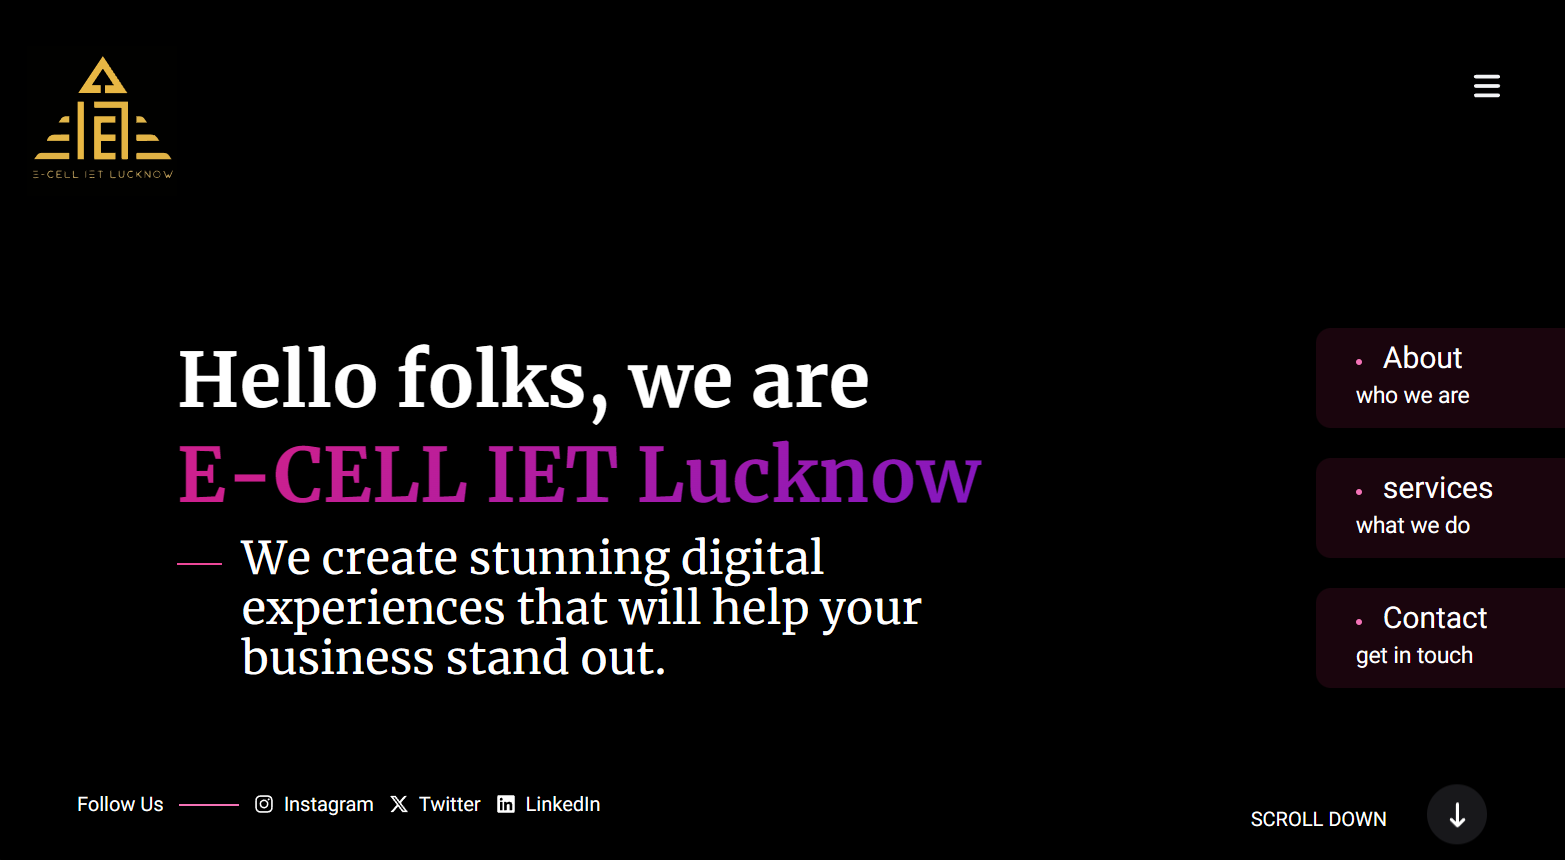 IET
E-CELL IET LUCKNOW
Hello folks, we are
E-CELL IET Lucknow
We create stunning digital
experiences that will help your
business stand out.
• About
who we are
• services
what we do
• Contact
get in touch
Follow Us Instagram Twitter LinkedIn
SCROLL DOWN